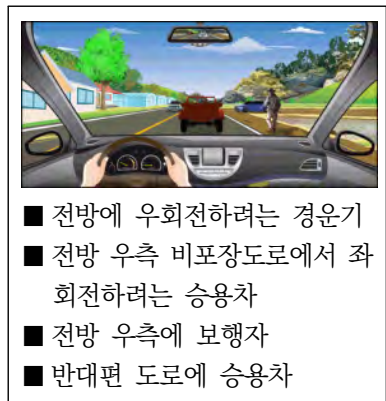 ■ 전방에 우회전하려는 경운기
■ 전방 우측 비포장도로에서 좌
회전하려는 승용차
■ 전방 우측에 보행자
■ 반대편 도로에 승용차